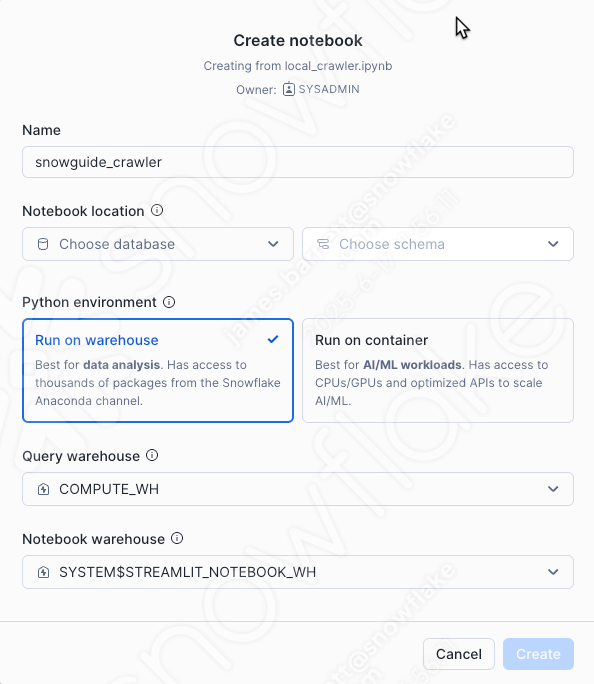 Create notebook
Creating from local_crawler.ipynb
Owner: SYSADMIN
Name
snowguide_crawler
Notebook location
Choose database
Choose schema
Python environment
Run on warehouse
Best for data analysis. Has access to
thousands of packages from the Snowflake
Anaconda channel.
Run on container
Best for AI/ML workloads. Has access to
CPUs/GPUs and optimized APIs to scale
AI/ML.
Query warehouse
COMPUTE_WH
Notebook warehouse
SYSTEM$STREAMLIT_NOTEBOOK_WH
Cancel
Create
snowflake